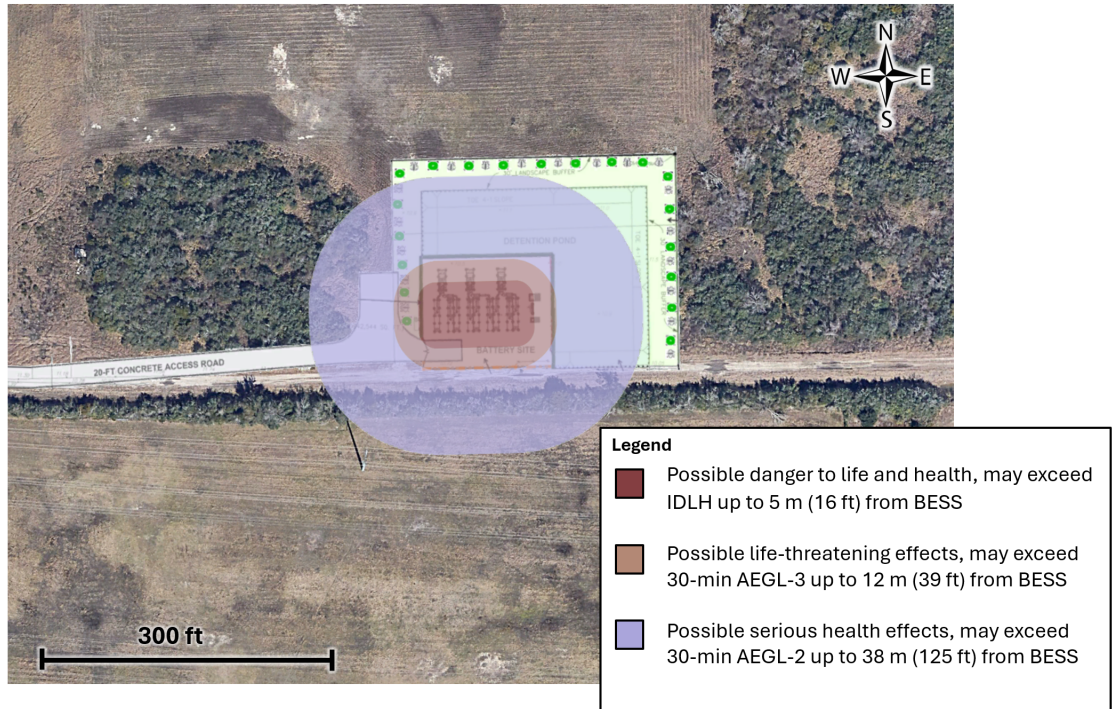 N
W
E
S
50' LANDSCAPE BUFFER
DETENTION POND
BATTERY SITE
20-FT CONCRETE ACCESS ROAD
300 ft
Legend
Possible danger to life and health, may exceed
IDLH up to 5 m (16 ft) from BESS
Possible life-threatening effects, may exceed
30-min AEGL-3 up to 12 m (39 ft) from BESS
Possible serious health effects, may exceed
30-min AEGL-2 up to 38 m (125 ft) from BESS